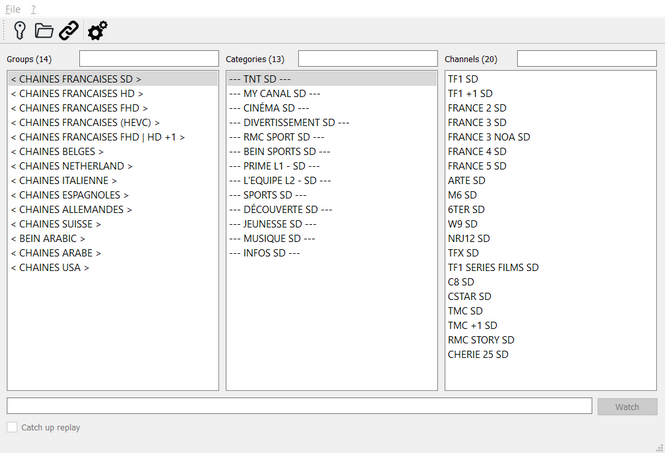 File ?
Groups (14)
Categories (13)
Channels (20)
< CHAINES FRANCAISES SD >
< CHAINES FRANCAISES HD >
< CHAINES FRANCAISES FHD >
< CHAINES FRANCAISES (HEVC) >
< CHAINES FRANCAISES FHD | HD +1 >
< CHAINES BELGES >
< CHAINES NETHERLAND >
< CHAINES ITALIENNE >
< CHAINES ESPAGNOLES >
< CHAINES ALLEMANDES >
< CHAINES SUISSE >
< BEIN ARABIC >
< CHAINES ARABE >
< CHAINES USA >
--- TNT SD ---
--- MY CANAL SD ---
--- CINÉMA SD ---
--- DIVERTISSEMENT SD ---
--- RMC SPORT SD ---
--- BEIN SPORTS SD ---
--- PRIME L1 - SD ---
--- L'EQUIPE L2 - SD ---
--- SPORTS SD ---
--- DÉCOUVERTE SD ---
--- JEUNESSE SD ---
--- MUSIQUE SD ---
--- INFOS SD ---
TF1 SD
TF1 +1 SD
FRANCE 2 SD
FRANCE 3 SD
FRANCE 3 NOA SD
FRANCE 4 SD
FRANCE 5 SD
ARTE SD
M6 SD
6TER SD
W9 SD
NRJ12 SD
TFX SD
TF1 SERIES FILMS SD
C8 SD
CSTAR SD
TMC SD
TMC +1 SD
RMC STORY SD
CHERIE 25 SD
Watch
Catch up replay